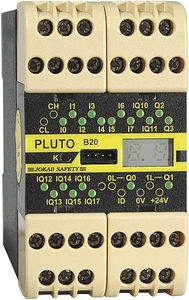 CH I1 I3 I6 IQ10 Q2
CL I0 I2 I4 I5 I7 IQ11 Q3
PLUTO B20
K
JOKAB SAFETY
IQ12 IQ14 IQ16 0L Q0 1L Q1
IQ13 IQ15 IQ17 ID 0V +24V